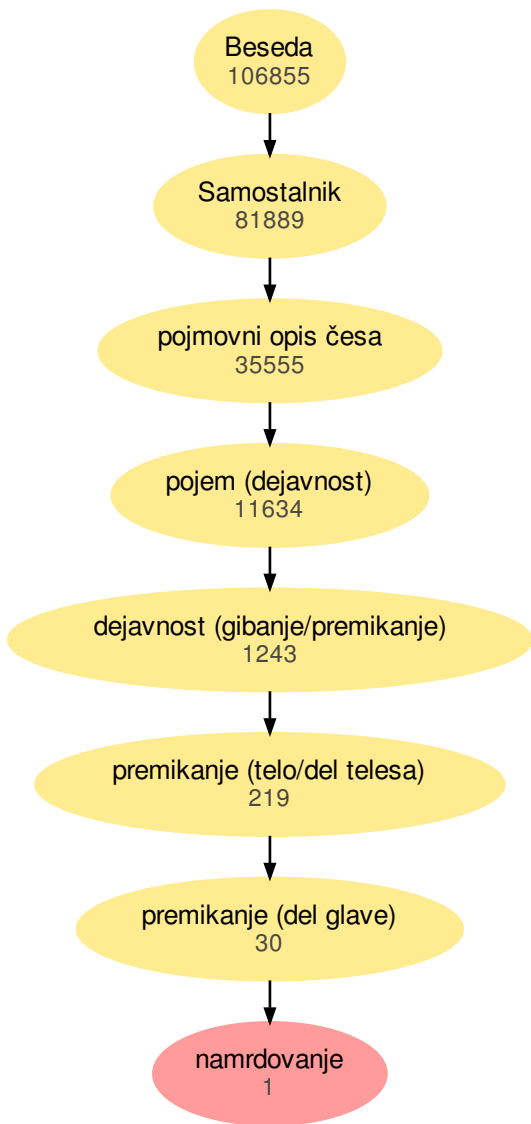 Beseda
106855
Samostalnik
81889
pojmovni opis česa
35555
pojem (dejavnost)
11634
dejavnost (gibanje/premikanje)
1243
premikanje (telo/del telesa)
219
premikanje (del glave)
30
namrdovanje
1